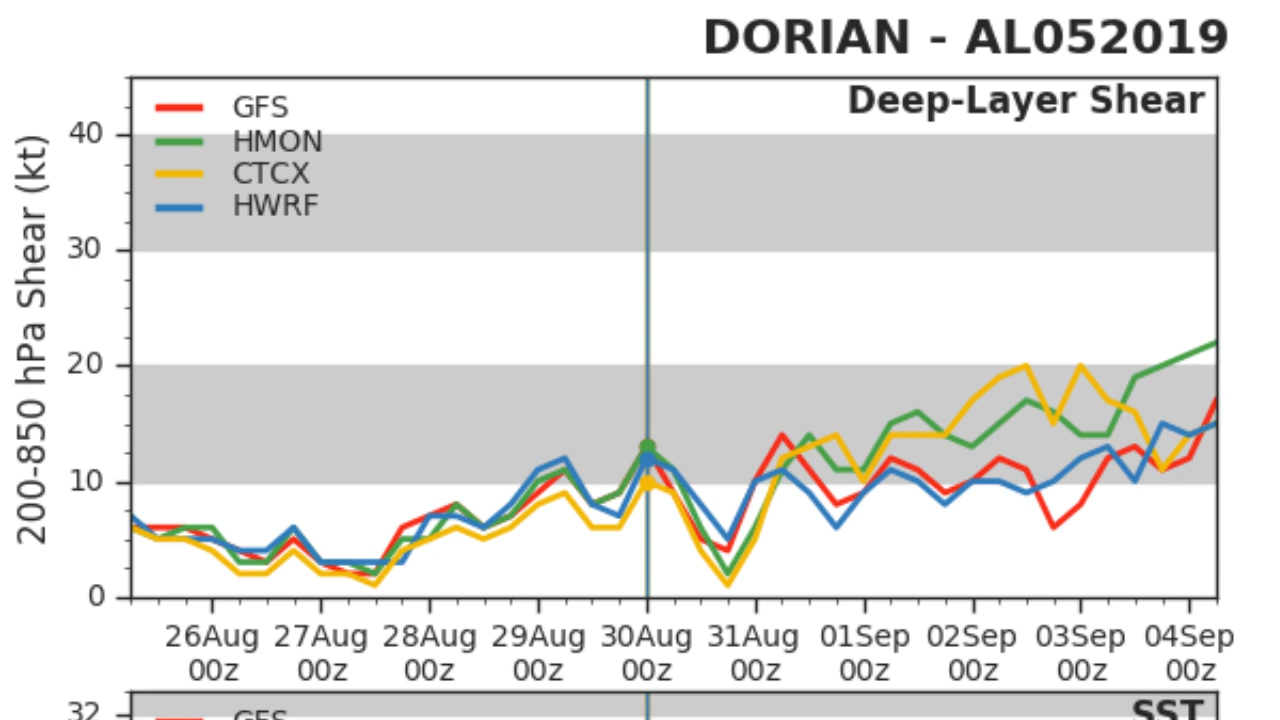 DORIAN - AL052019
Deep-Layer Shear
GFS
HMON
CTCX
HWRF
200-850 hPa Shear (kt)
40
30
20
10
0
26Aug 27Aug 28Aug 29Aug 30Aug 31Aug 01Sep 02Sep 03Sep 04Sep
00z 00z 00z 00z 00z 00z 00z 00z 00z 00z
32
GFS
SST